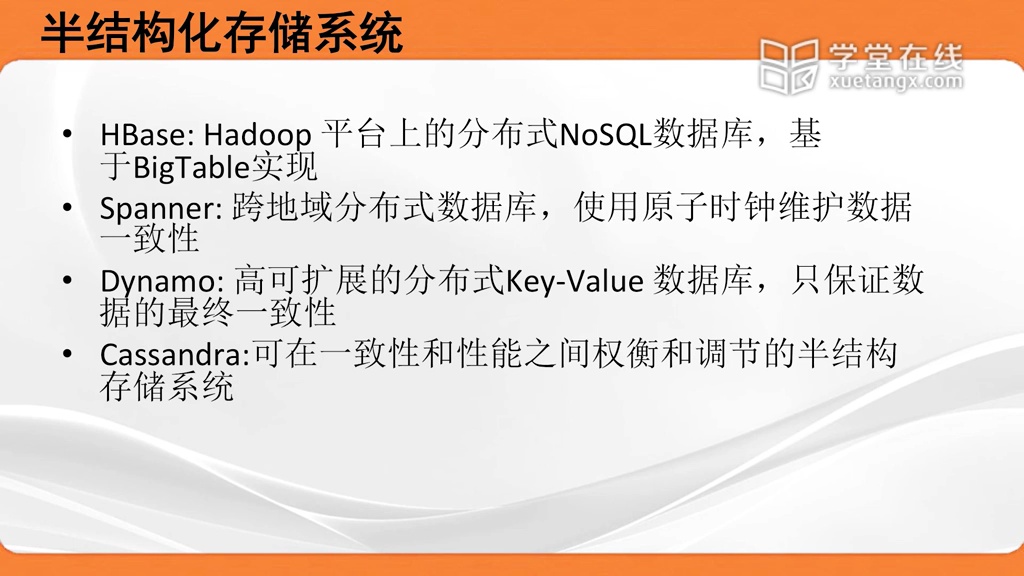 半结构化存储系统
学堂在线
xuetangx.com
• HBase: Hadoop 平台上的分布式NoSQL数据库，基
于BigTable实现
• Spanner: 跨地域分布式数据库，使用原子时钟维护数据
一致性
• Dynamo: 高可扩展的分布式Key-Value 数据库，只保证数
据的最终一致性
• Cassandra:可在一致性和性能之间权衡和调节的半结构
存储系统